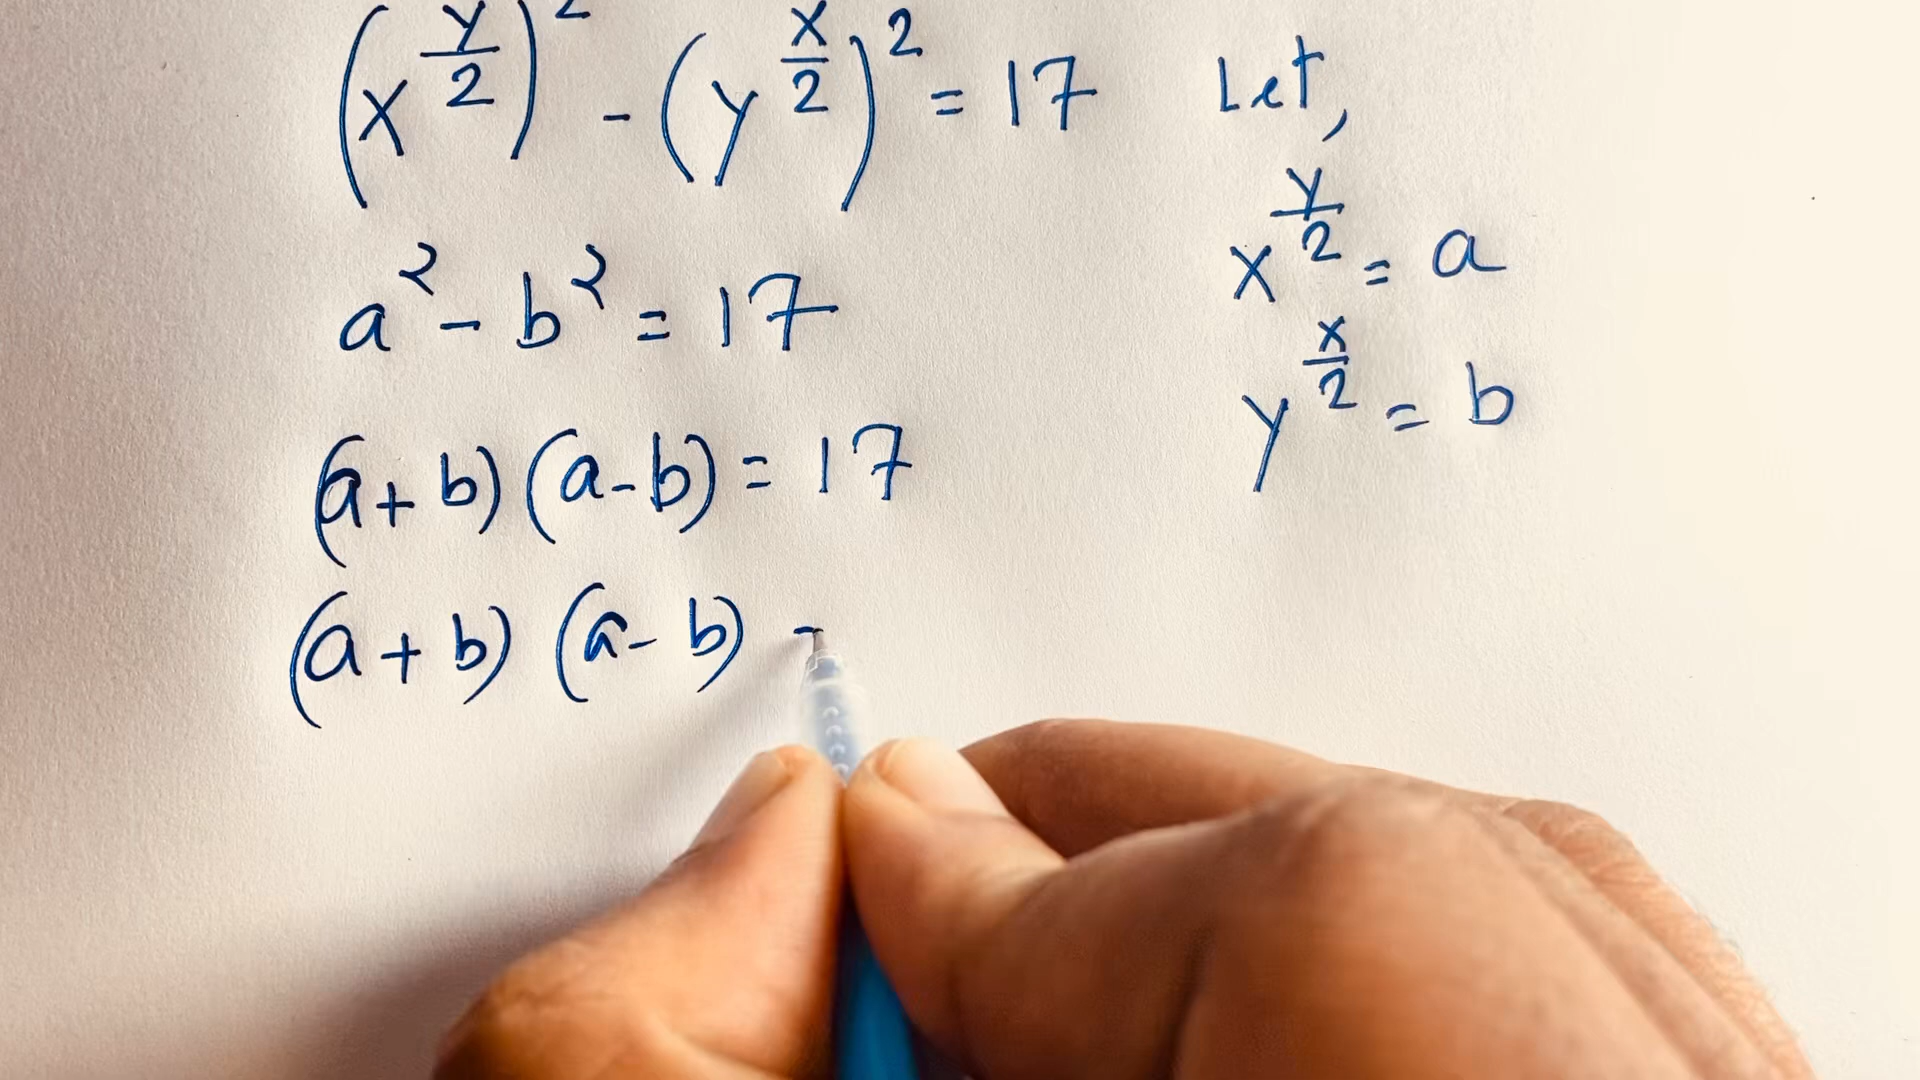 (x^(y/2))^2 - (y^(x/2))^2 = 17
Let,
x^(y/2) = a
y^(x/2) = b
a^2 - b^2 = 17
(a + b) (a - b) = 17
(a + b) (a - b) -